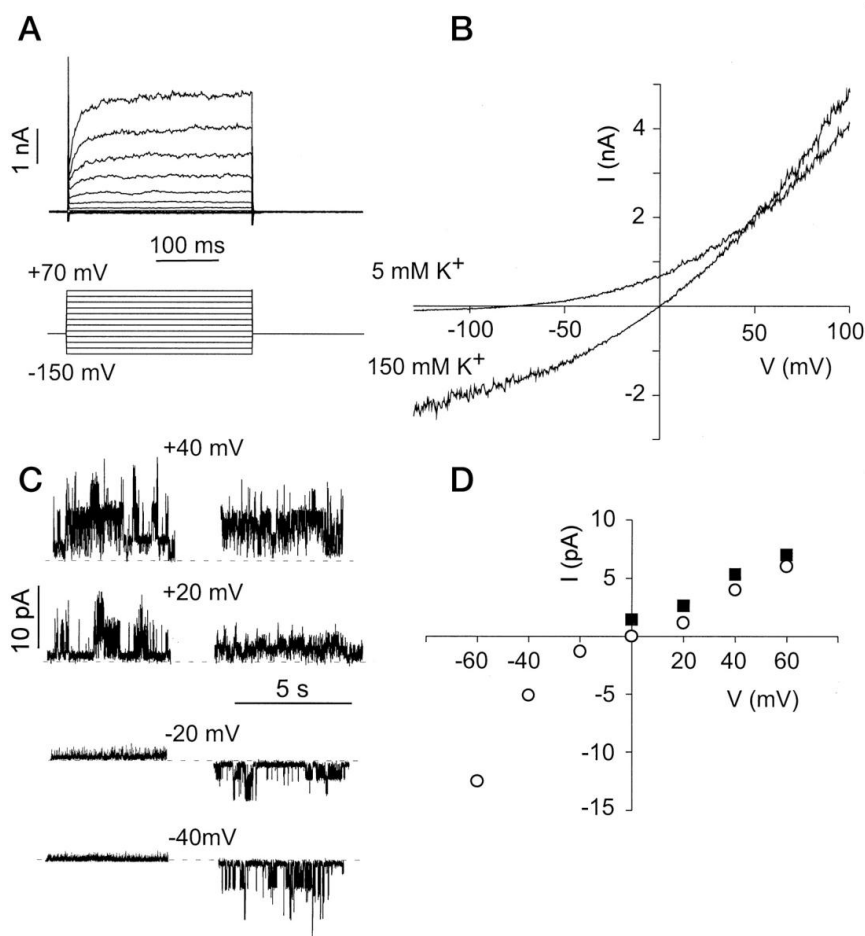 A
1 nA
100 ms
+70 mV
-150 mV
B
I (nA)
4
2
5 mM K⁺
-100
-50
50
100
V (mV)
150 mM K⁺
-2
C
+40 mV
+20 mV
10 pA
5 s
-20 mV
-40mV
D
10
I (pA)
5
-60
-40
20
40
60
V (mV)
-5
-10
-15